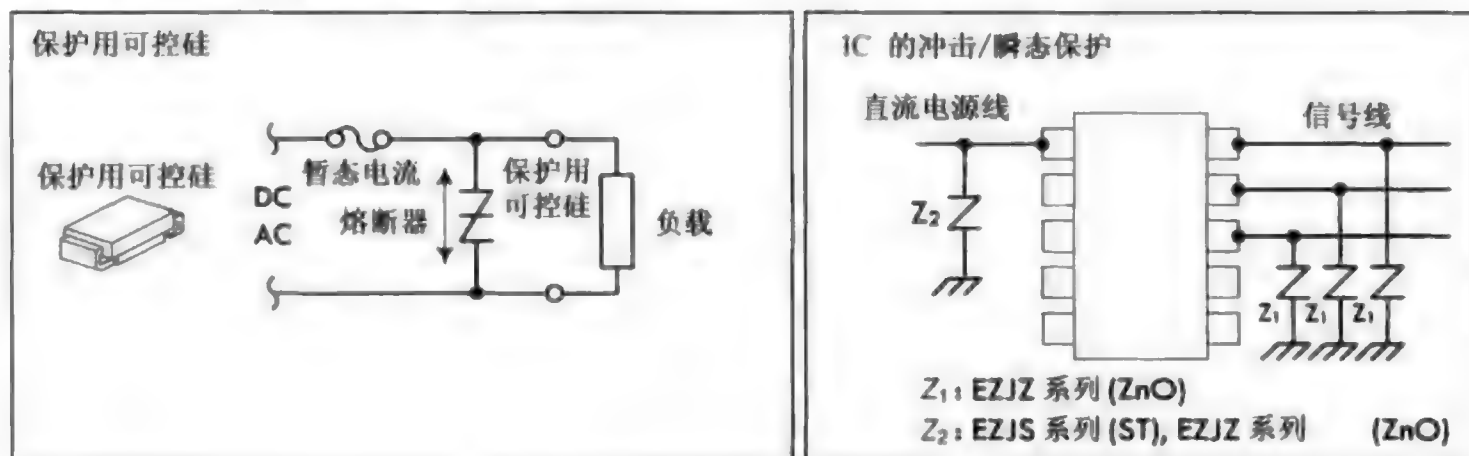 保护用可控硅
保护用可控硅
DC
AC
暂态电流
熔断器
保护用
可控硅
负载
IC 的冲击/瞬态保护
直流电源线
信号线
Z₂
Z₁ Z₁ Z₁
Z₁: EZJZ 系列 (ZnO)
Z₂: EZJS 系列 (ST), EZJZ 系列 (ZnO)